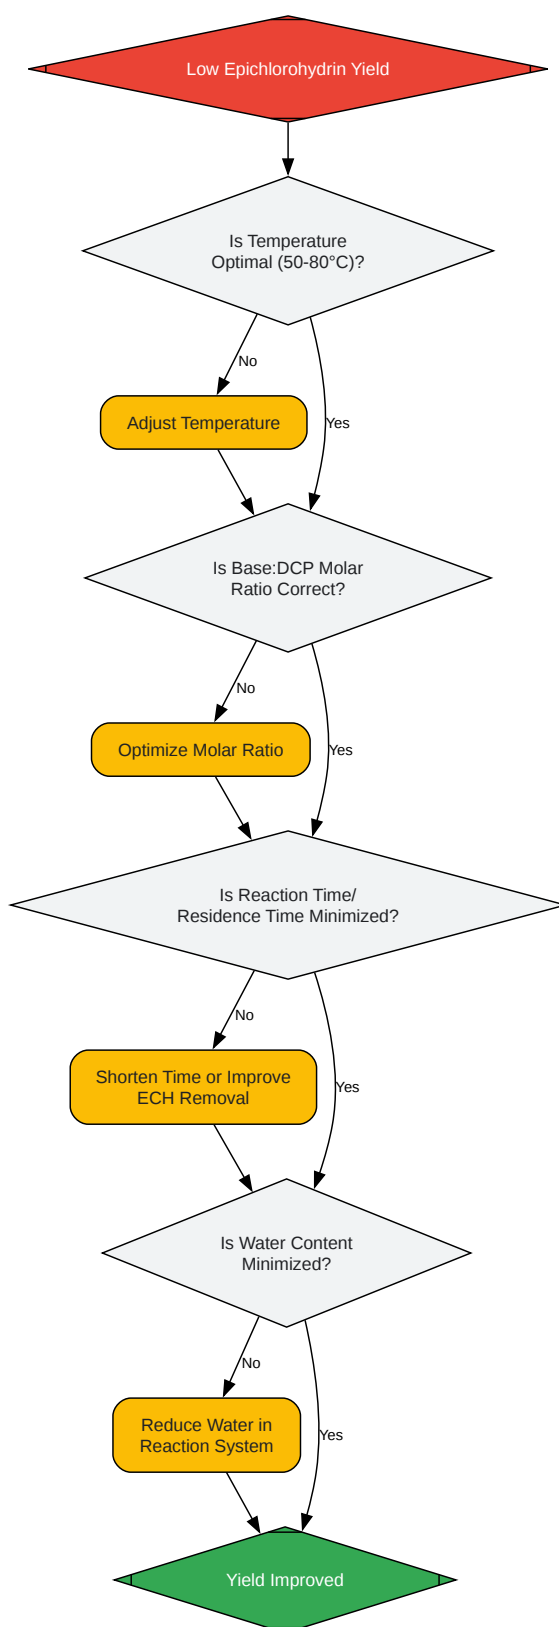 Low Epichlorohydrin Yield
Is Temperature
Optimal (50-80°C)?
No
Adjust Temperature
Yes
Is Base:DCP Molar
Ratio Correct?
No
Optimize Molar Ratio
Yes
Is Reaction Time/
Residence Time Minimized?
No
Shorten Time or Improve
ECH Removal
Yes
Is Water Content
Minimized?
No
Reduce Water in
Reaction System
Yes
Yield Improved